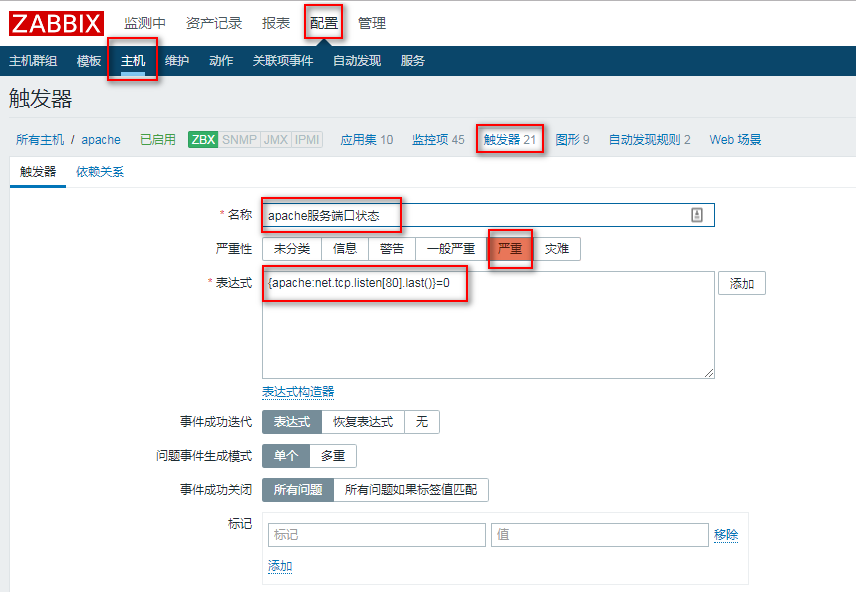 ZABBIX 监测中 资产记录 报表 配置 管理
主机群组 模板 主机 维护 动作 关联项事件 自动发现 服务
触发器
所有主机 / apache 已启用 ZBX SNMP JMX IPMI 应用集 10 监控项 45 触发器 21 图形 9 自动发现规则 2 Web 场景
触发器 依赖关系
* 名称 apache服务端口状态
严重性 未分类 信息 警告 一般严重 严重 灾难
* 表达式 {apache:net.tcp.listen[80].last()}=0 添加
表达式构造器
事件成功迭代 表达式 恢复表达式 无
问题事件生成模式 单个 多重
事件成功关闭 所有问题 所有问题如果标签值匹配
标记 标记 值 移除
添加